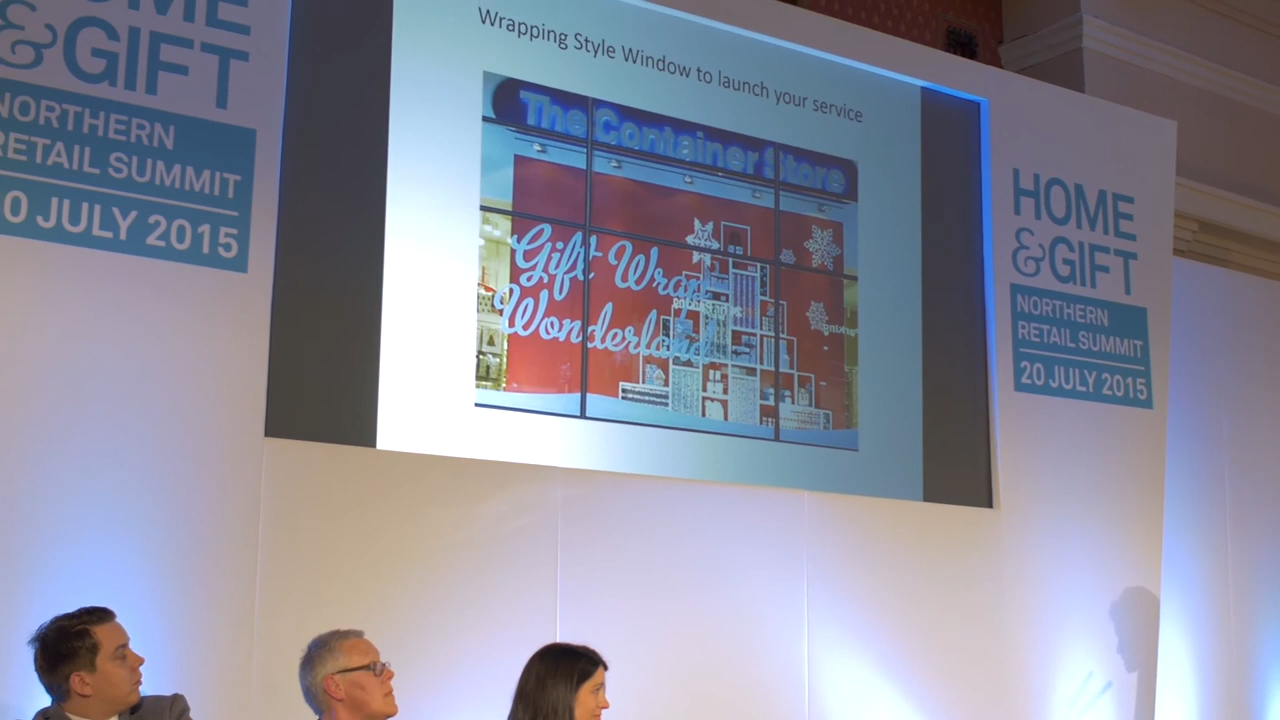 HOME
&GIFT
NORTHERN
RETAIL SUMMIT
0 JULY 2015
Wrapping Style Window to launch your service
The Container Store
Gift Wrap
Wonderland
HOME
&GIFT
NORTHERN
RETAIL SUMMIT
20 JULY 2015